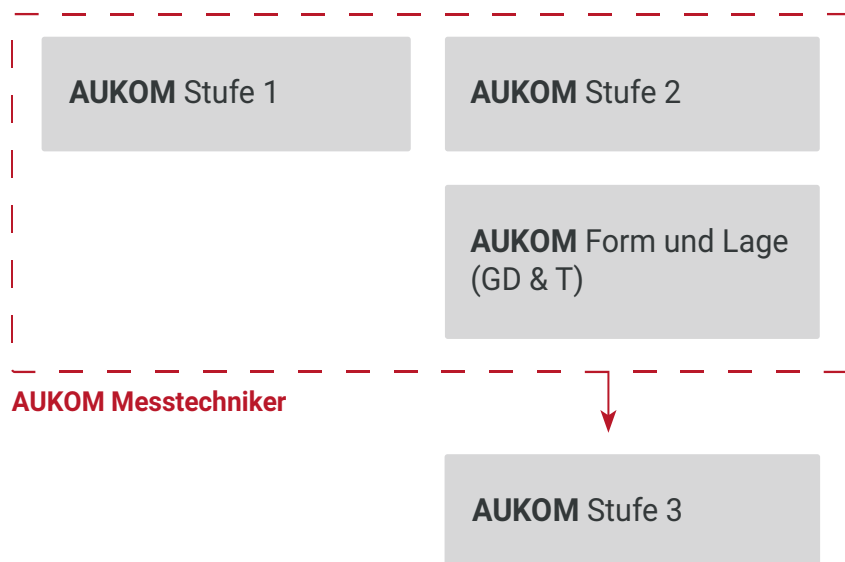 AUKOM Stufe 1
AUKOM Stufe 2
AUKOM Form und Lage
(GD & T)
AUKOM Messtechniker
AUKOM Stufe 3